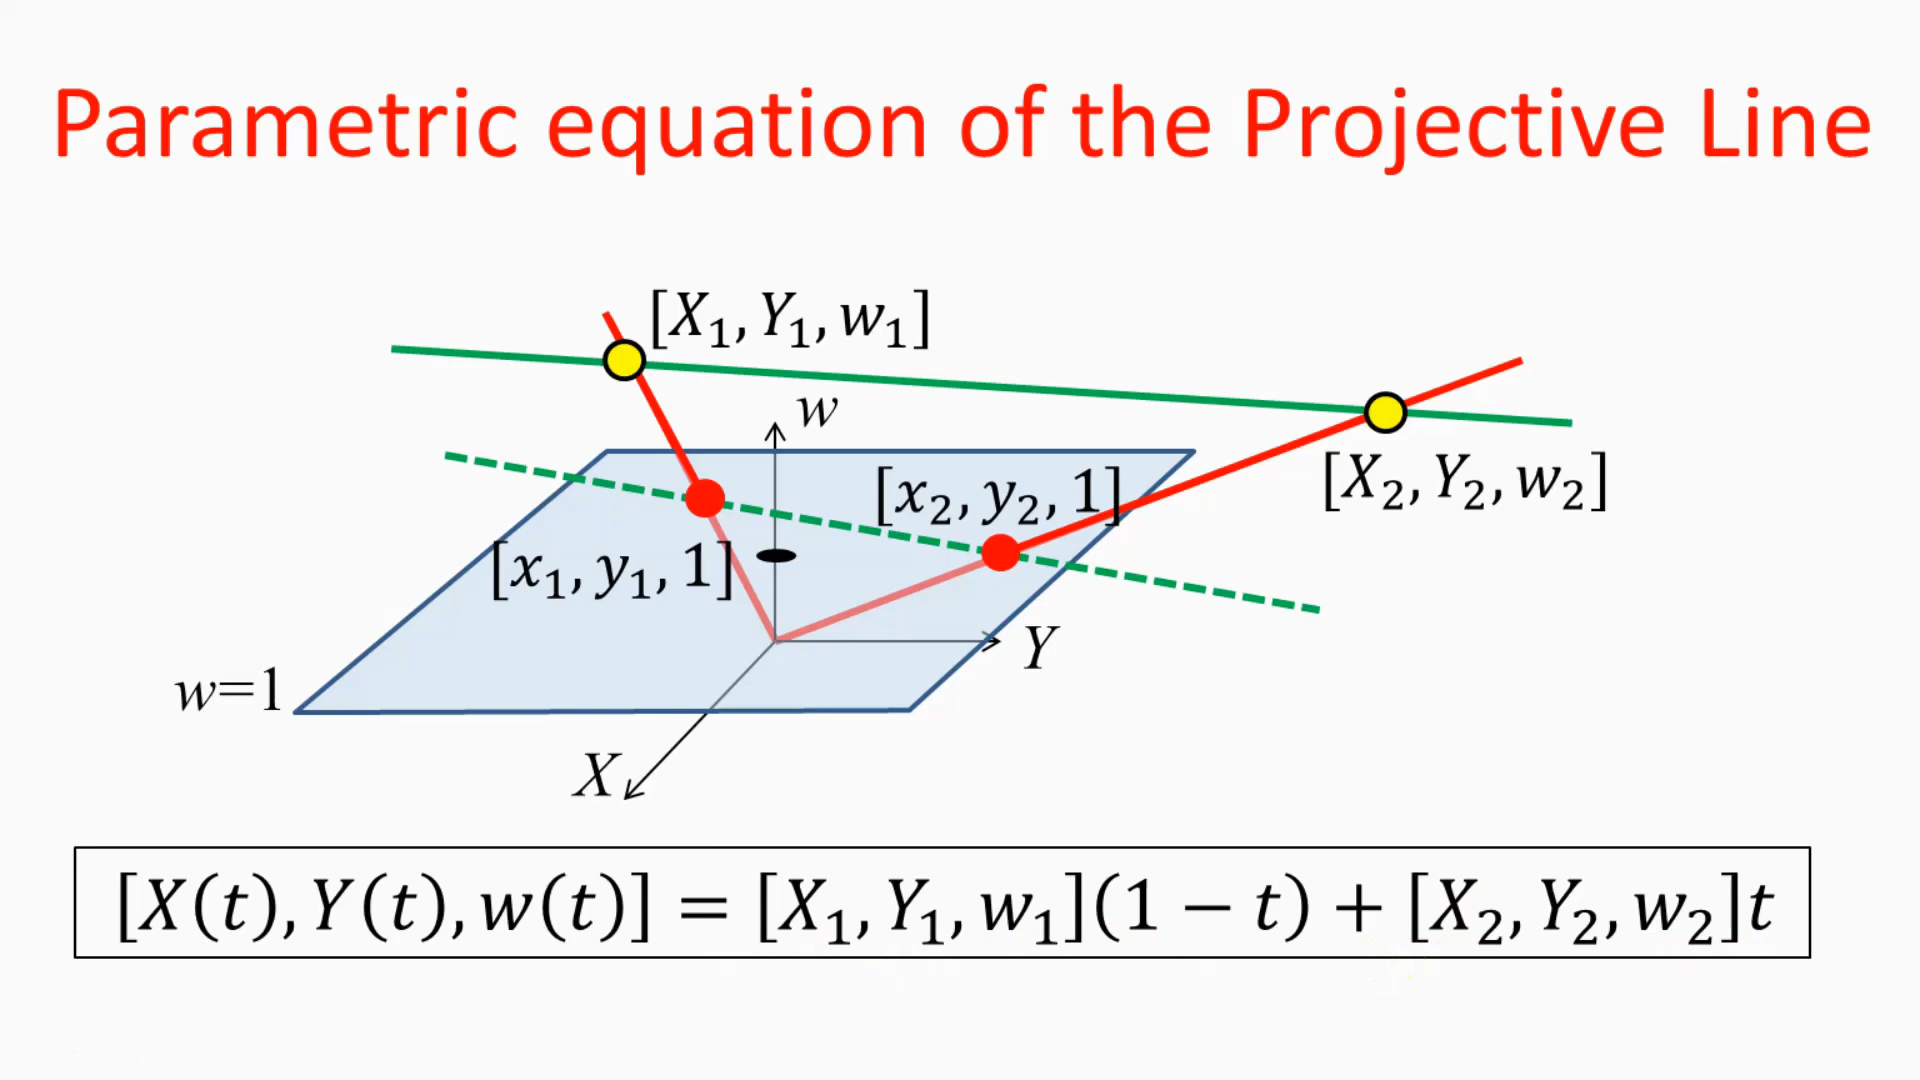 Parametric equation of the Projective Line
[X₁, Y₁, w₁]
w
[x₂, y₂, 1]
[X₂, Y₂, w₂]
[x₁, y₁, 1]
Y
w=1
X
[X(t), Y(t), w(t)] = [X₁, Y₁, w₁](1 − t) + [X₂, Y₂, w₂]t